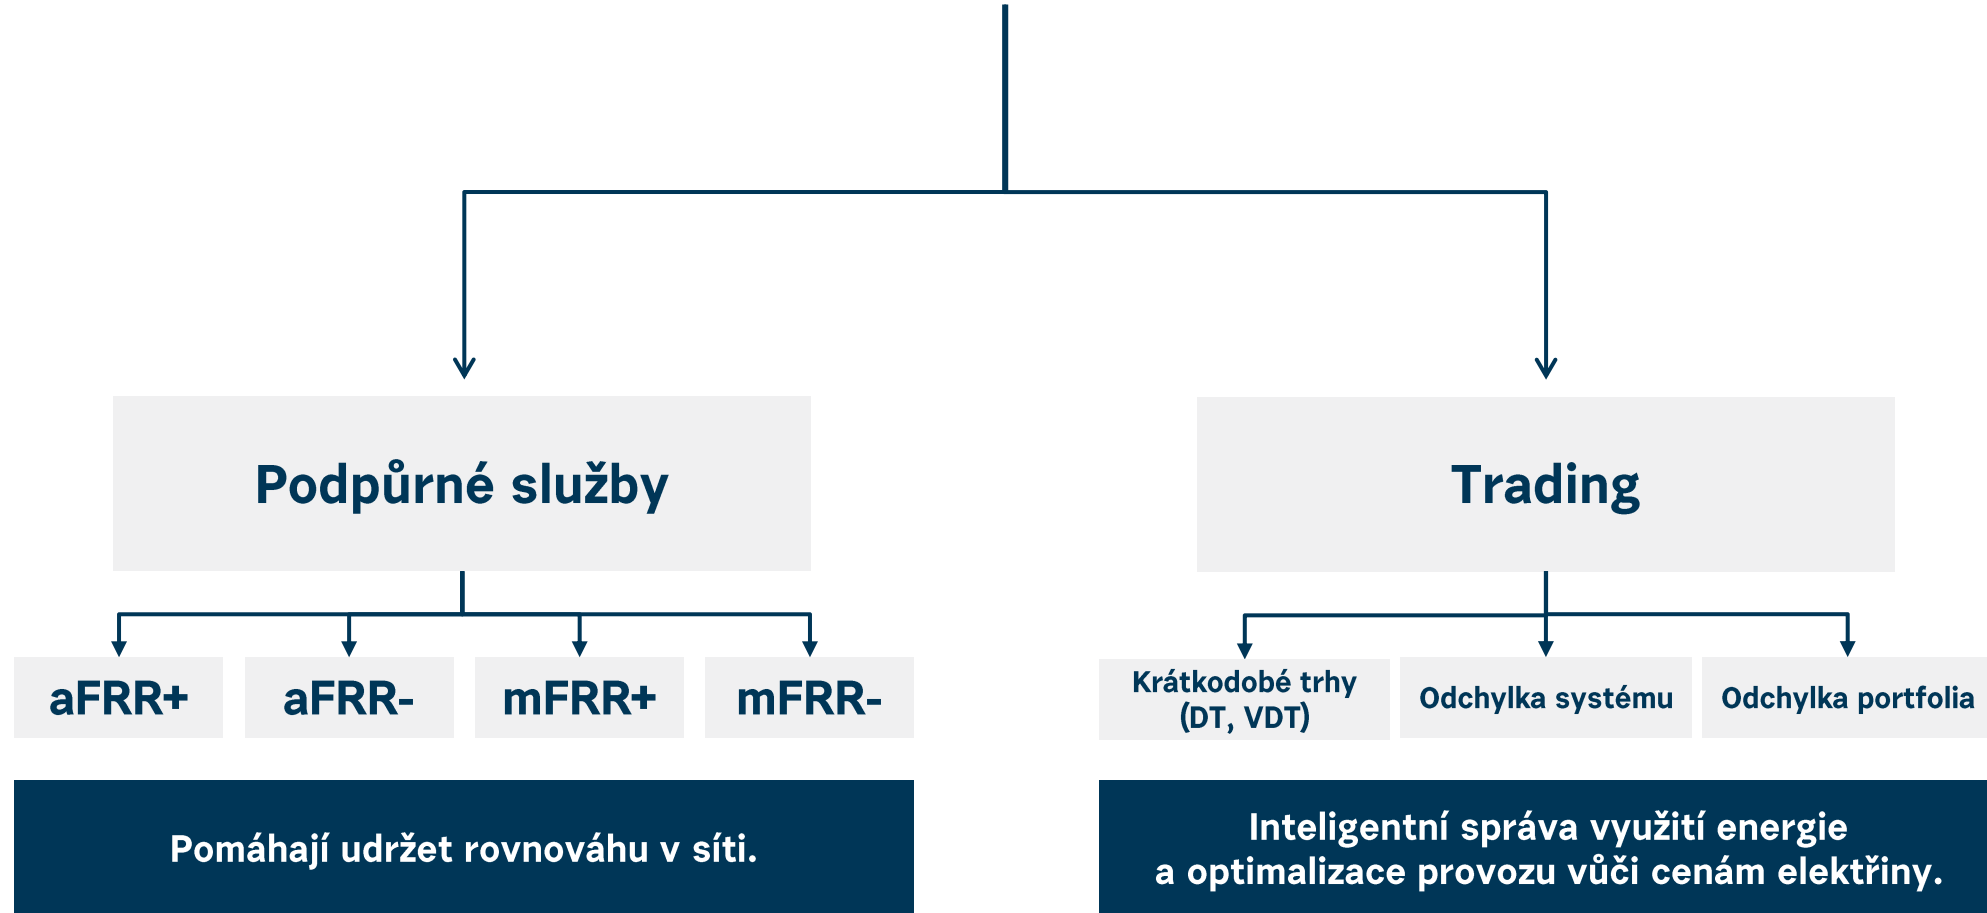 Podpůrné služby
Trading
aFRR+
aFRR-
mFRR+
mFRR-
Krátkodobé trhy
(DT, VDT)
Odchylka systému
Odchylka portfolia
Pomáhají udržet rovnováhu v síti.
Inteligentní správa využití energie
a optimalizace provozu vůči cenám elektřiny.